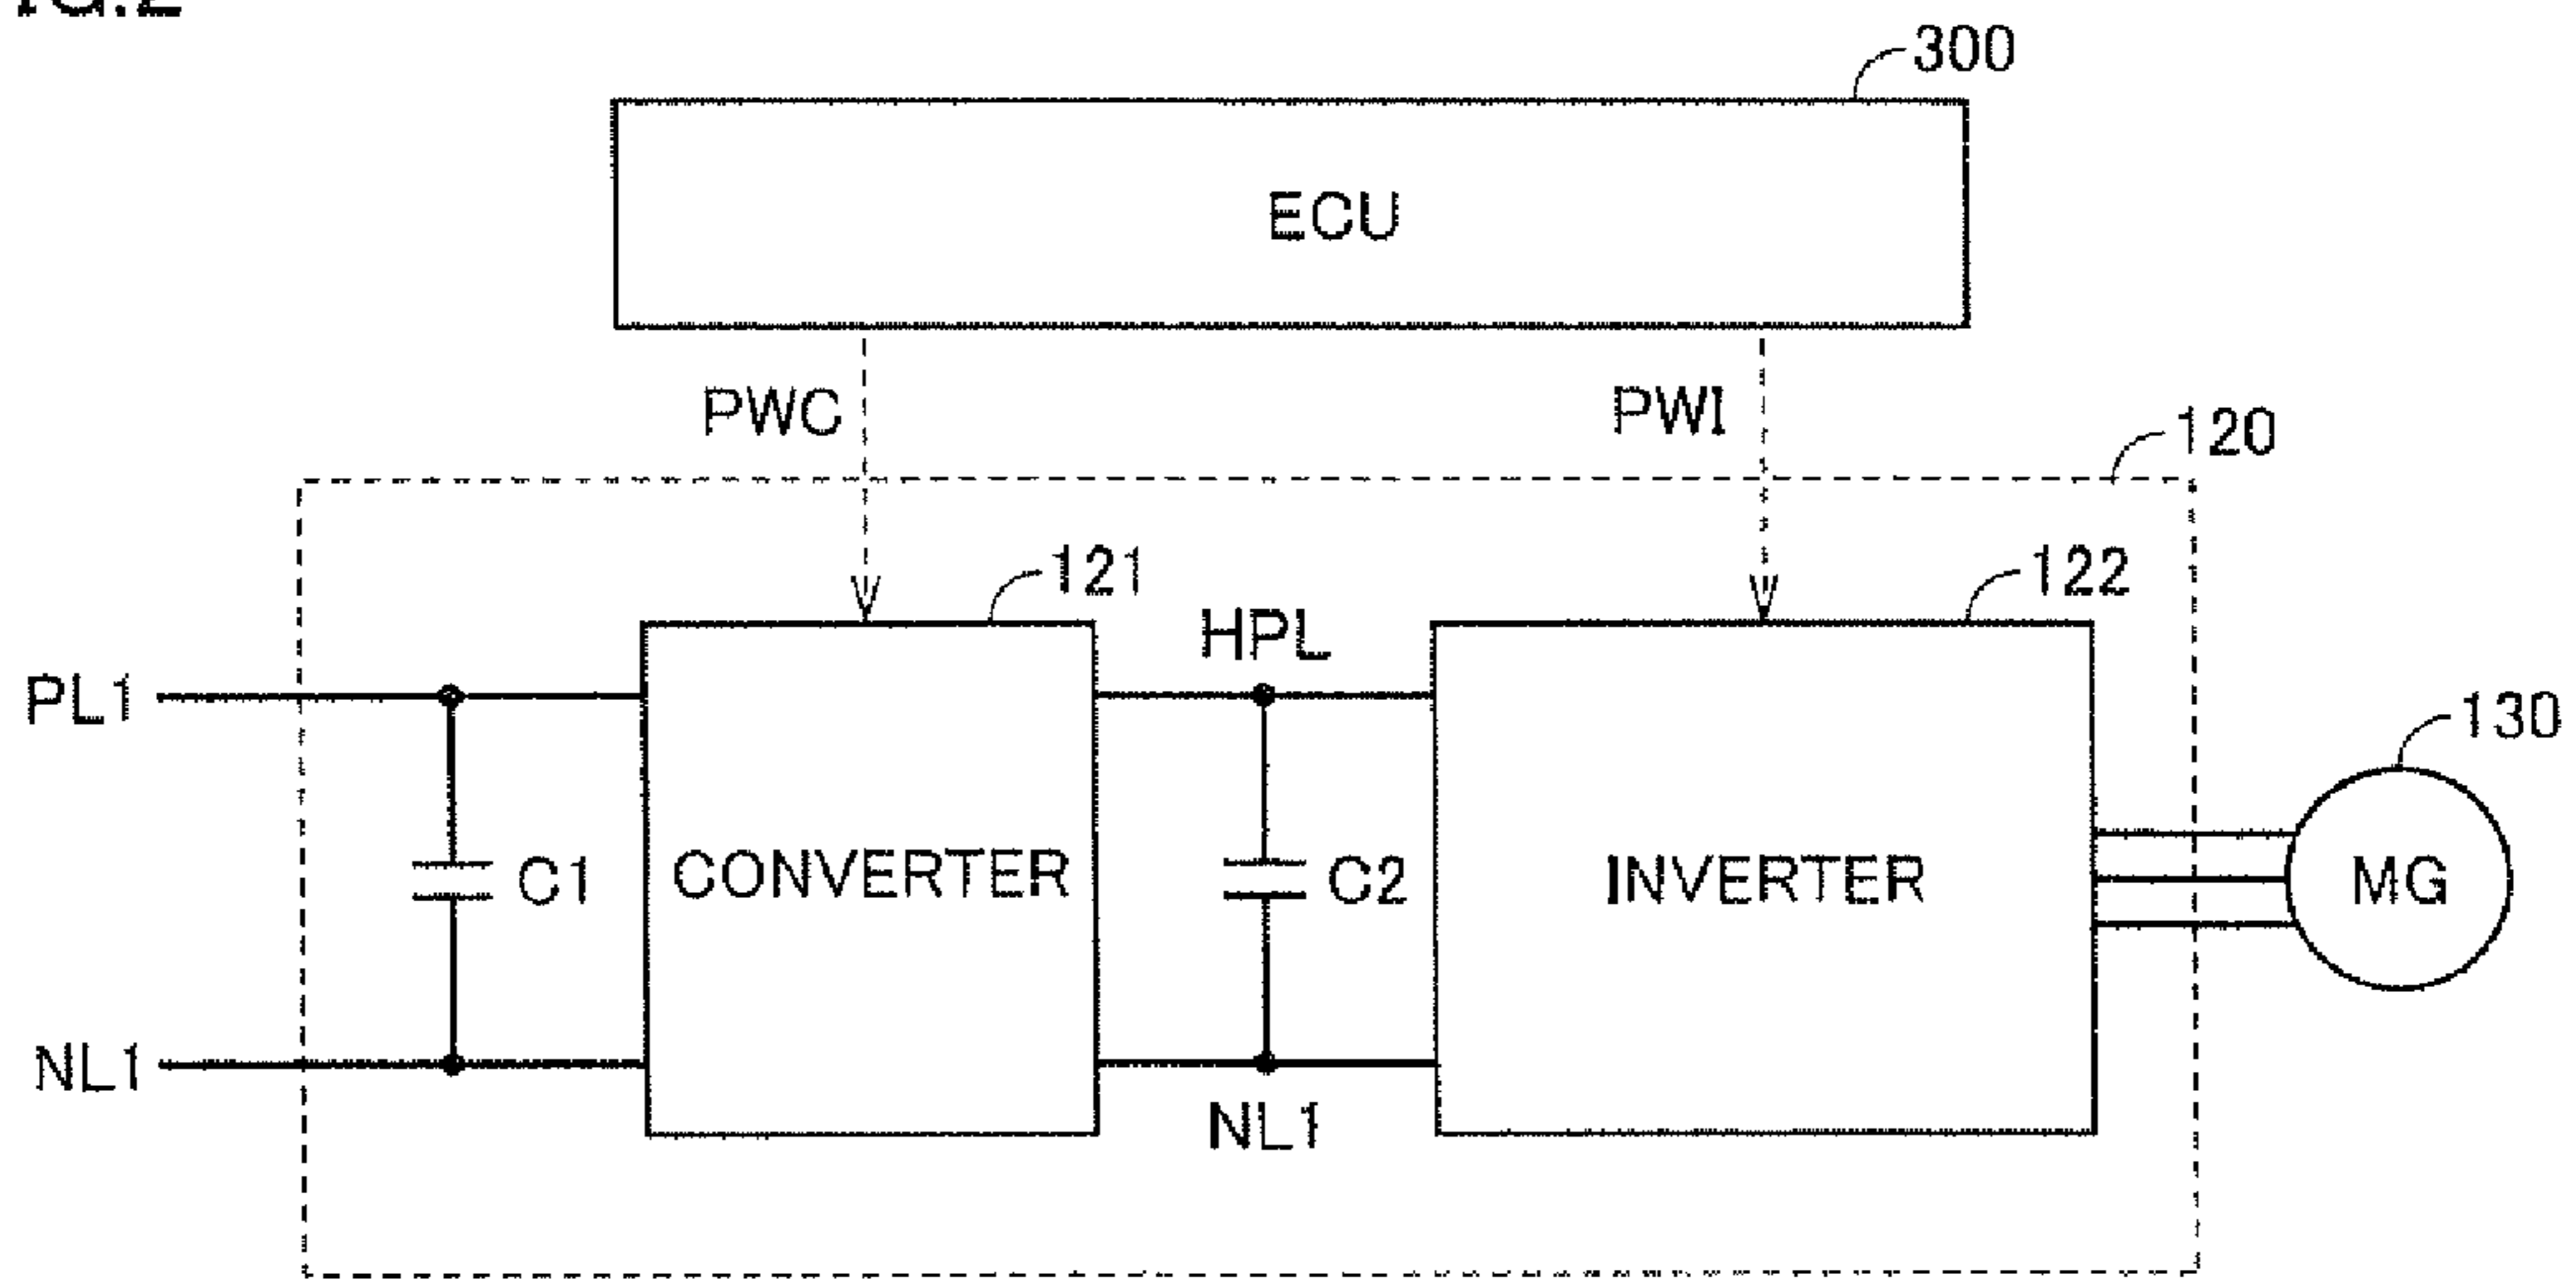 300
ECU
PWC
PWI
120
121
HPL
122
PL1
130
C1
CONVERTER
C2
INVERTER
MG
NL1
NL1